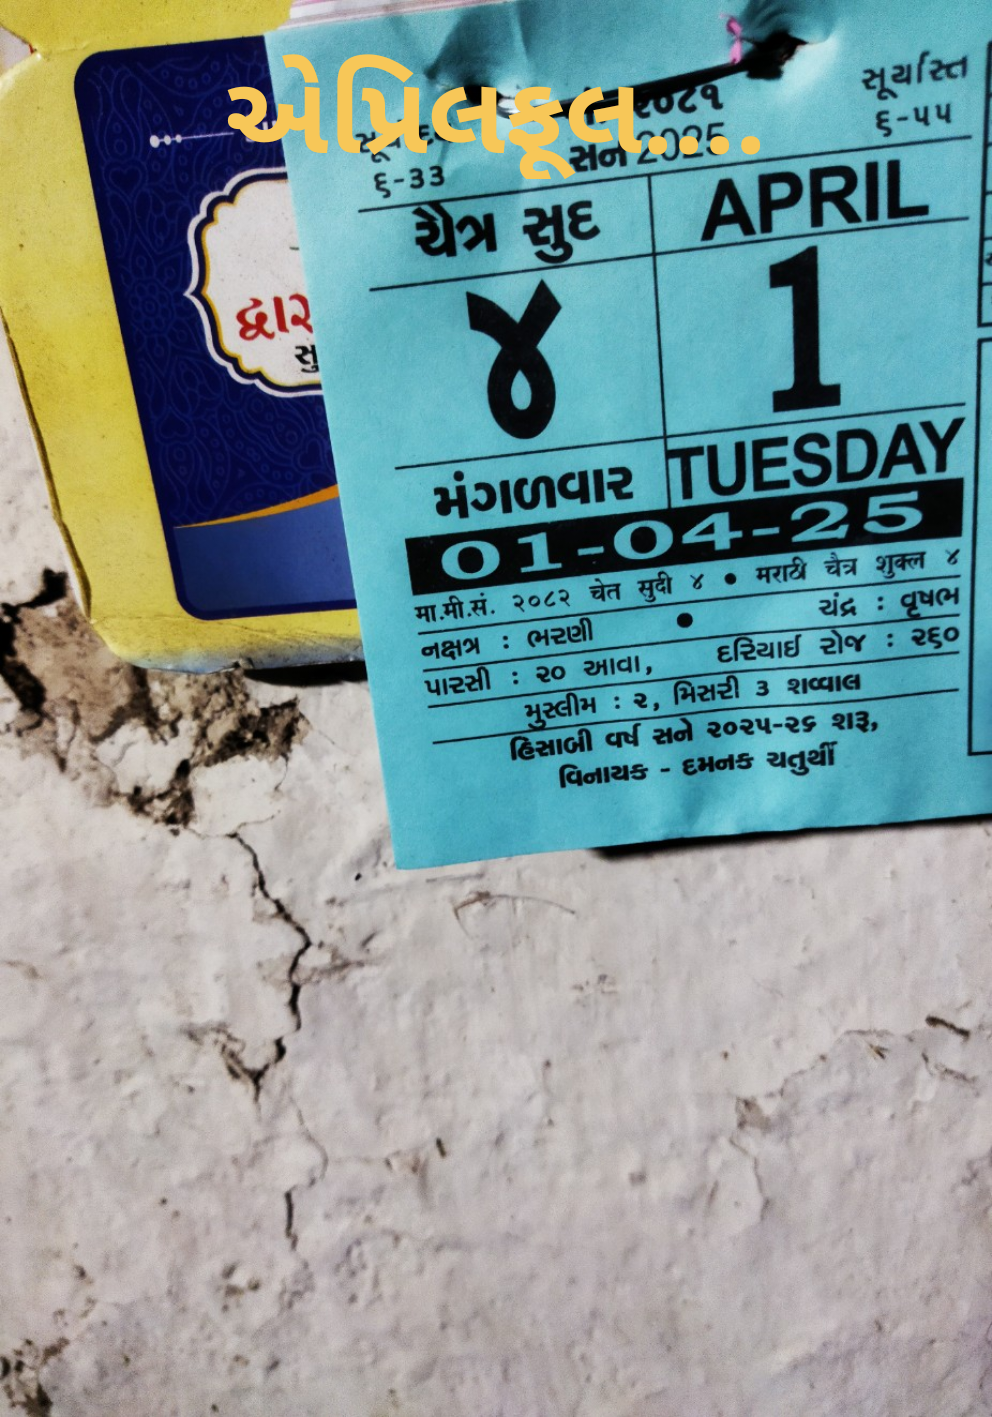 એપ્રિલફૂલ....
૨૦૮૧
સૂર્યાસ્ત
સન 2025
૬-૫૫
૬-૩૩
ચૈત્ર સુદ
APRIL
૪
1
મંગળવાર
TUESDAY
01-04-25
मा.मी.सं. २०८२ चेत सुदी ४ • मराठी चैत्र शुक्ल ४
નક્ષત્ર : ભરણી • ચંદ્ર : વૃષભ
પારસી : ૨૦ આવા, દરિયાઈ રોજ : ૨૬૦
મુસ્લીમ : ૨, મિસરી ૩ શવ્વાલ
હિસાબી વર્ષ સને ૨૦૨૫-૨૬ શરૂ,
વિનાયક - દમનક ચતુર્થી